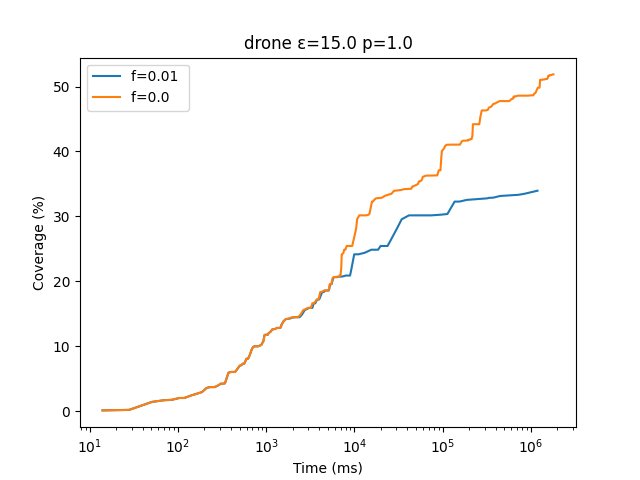 drone ε=15.0 p=1.0
f=0.01
f=0.0
Coverage (%)
50
40
30
20
10
0
10¹ 10² 10³ 10⁴ 10⁵ 10⁶
Time (ms)